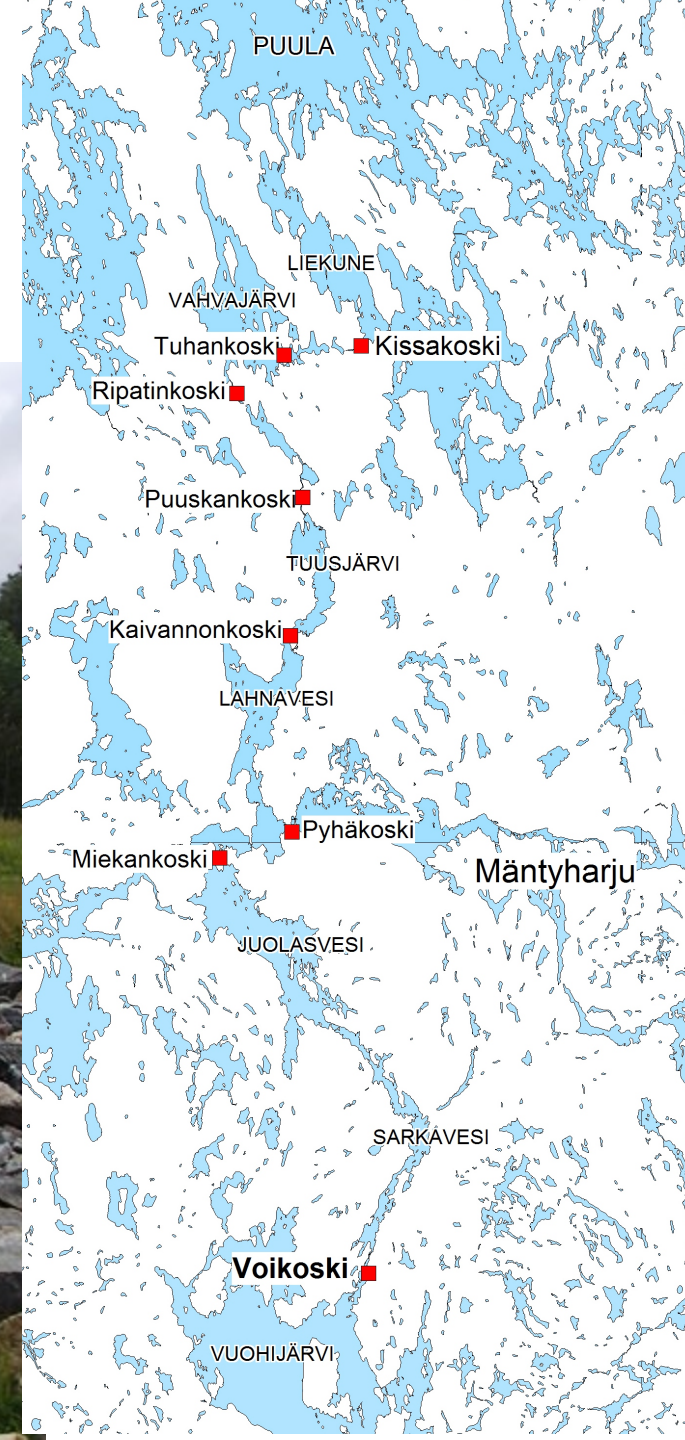 PUULA
LIEKUNE
VAHVAJÄRVI
Tuhankoski
Kissakoski
Ripatinkoski
Puuskankoski
TUUSJÄRVI
Kaivannonkoski
LAHNAVESI
Pyhäkoski
Miekankoski
Mäntyharju
JUOLASVESI
SARKAVESI
Voikoski
VUOHIJÄRVI